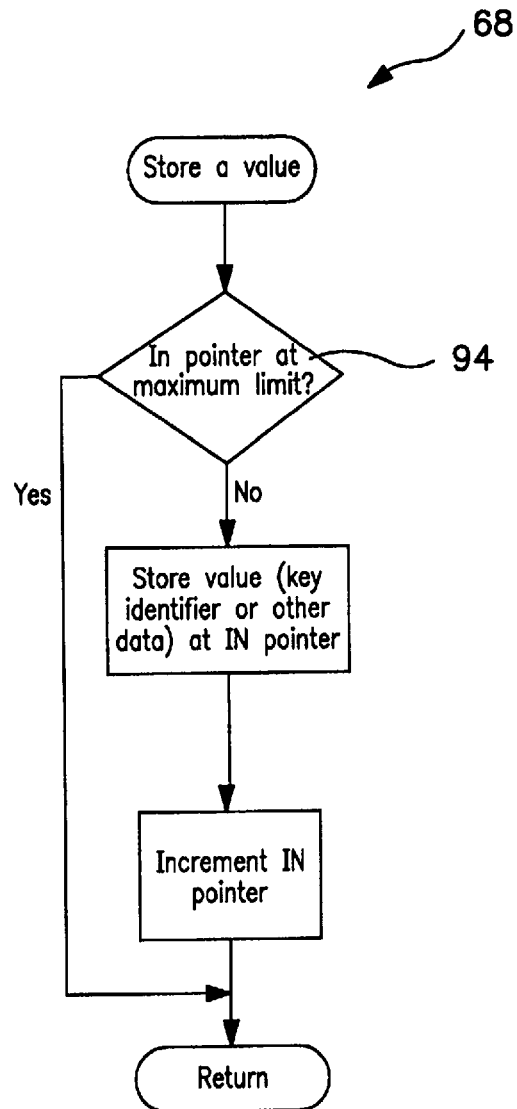 68
Store a value
In pointer at
maximum limit?
94
Yes
No
Store value (key
identifier or other
data) at IN pointer
Increment IN
pointer
Return